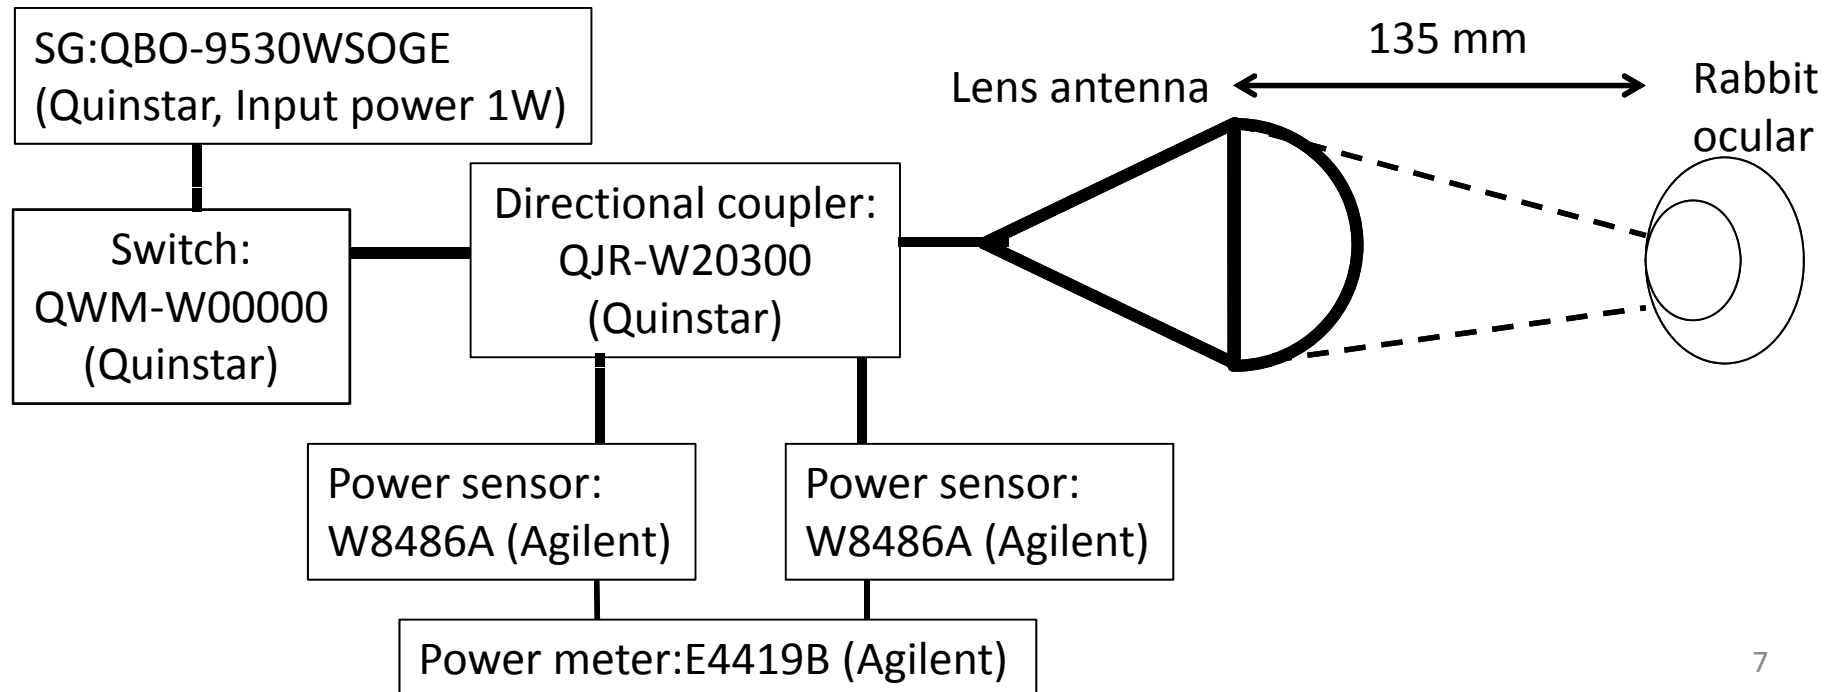 SG:QBO-9530WSOGE
(Quinstar, Input power 1W)
135 mm
Lens antenna
Rabbit
ocular
Switch:
QWM-W00000
(Quinstar)
Directional coupler:
QJR-W20300
(Quinstar)
Power sensor:
W8486A (Agilent)
Power sensor:
W8486A (Agilent)
Power meter:E4419B (Agilent)
7